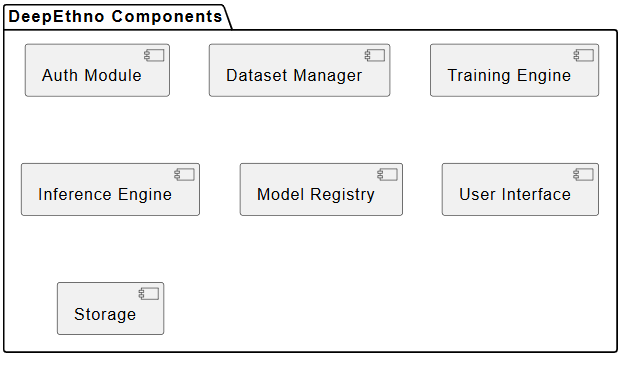 DeepEthno Components
Auth Module
Dataset Manager
Training Engine
Inference Engine
Model Registry
User Interface
Storage